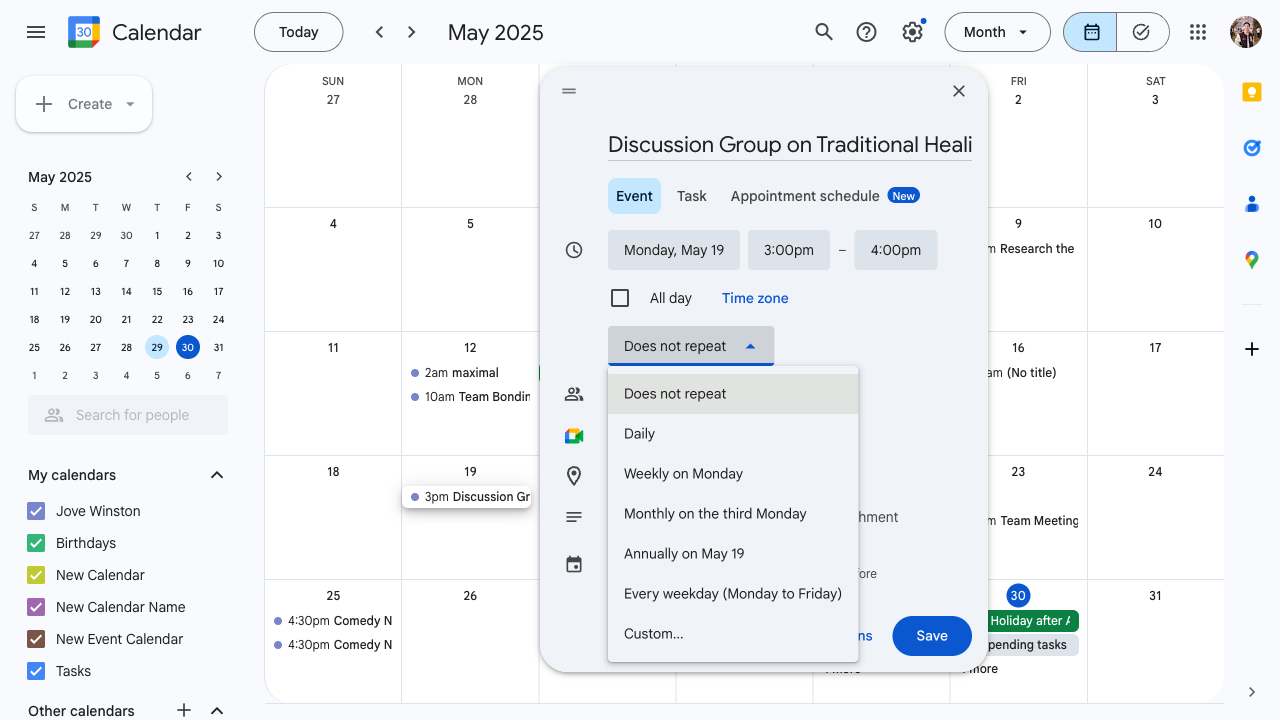 Calendar
Today
May 2025
Month
Create
May 2025
S M T W T F S
27 28 29 30 1 2 3
4 5 6 7 8 9 10
11 12 13 14 15 16 17
18 19 20 21 22 23 24
25 26 27 28 29 30 31
1 2 3 4 5 6 7
Search for people
My calendars
Jove Winston
Birthdays
New Calendar
New Calendar Name
New Event Calendar
Tasks
Other calendars
SUN MON FRI SAT
27 28 2 3
4 5 9 10
Research the
11 12 16 17
2am maximal
am (No title)
10am Team Bondin
18 19 23 24
3pm Discussion Gr
Team Meeting
25 26 30 31
4:30pm Comedy N
Holiday after A
4:30pm Comedy N
pending tasks
more
Discussion Group on Traditional Heali
Event Task Appointment schedule New
Monday, May 19 3:00pm – 4:00pm
All day Time zone
Does not repeat
Does not repeat
Daily
Weekly on Monday
Monthly on the third Monday
Annually on May 19
Every weekday (Monday to Friday)
Custom...
Save